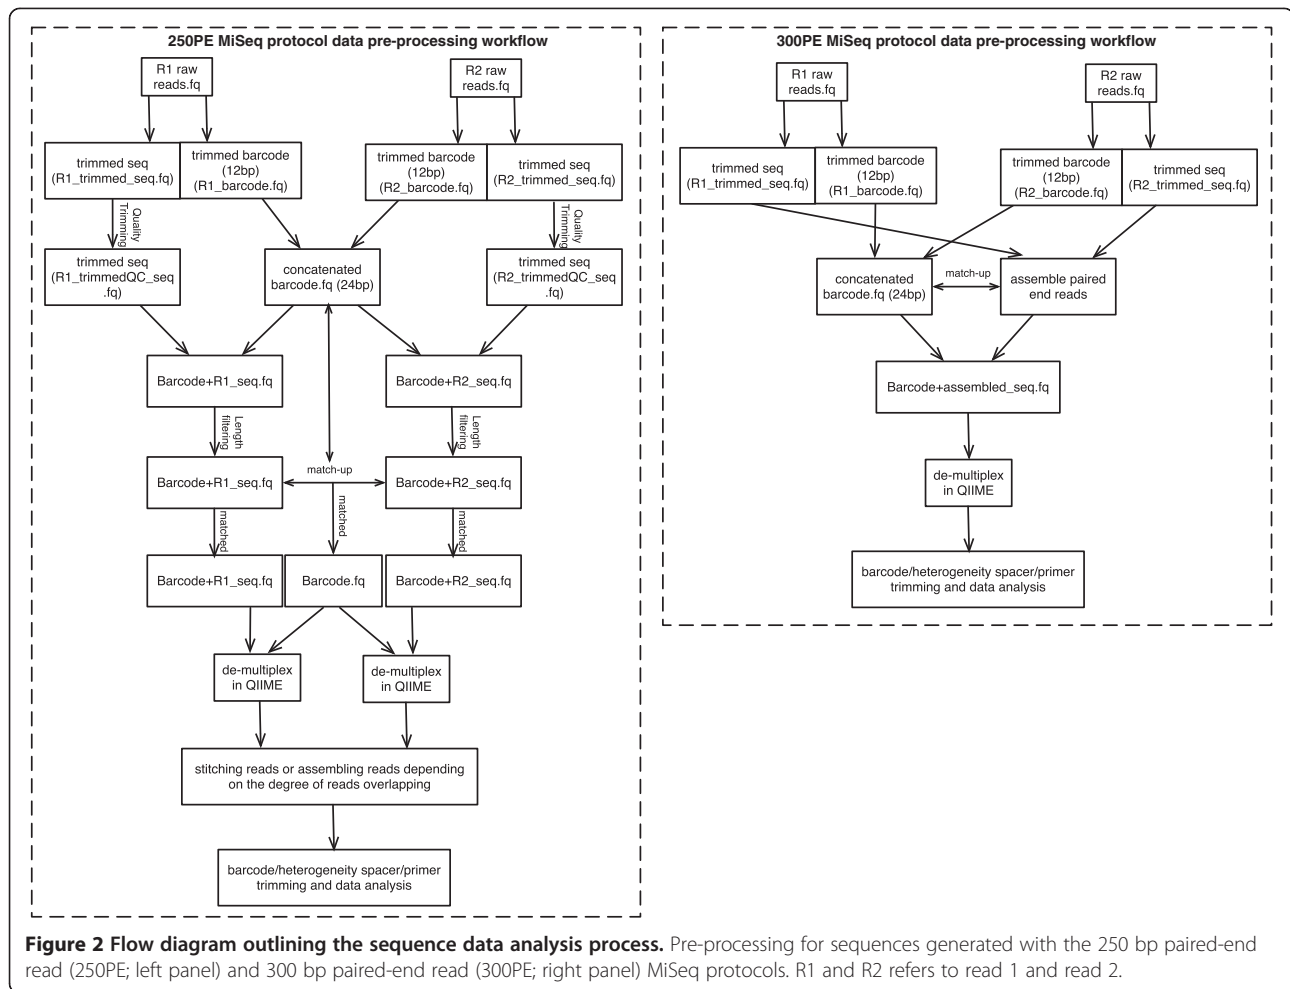 250PE MiSeq protocol data pre-processing workflow
R1 raw
reads.fq
R2 raw
reads.fq
trimmed seq
(R1_trimmed_seq.fq)
trimmed barcode
(12bp)
(R1_barcode.fq)
trimmed barcode
(12bp)
(R2_barcode.fq)
trimmed seq
(R2_trimmed_seq.fq)
Quality
Trimming
Quality
Trimming
trimmed seq
(R1_trimmedQC_seq
.fq)
concatenated
barcode.fq (24bp)
trimmed seq
(R2_trimmedQC_seq
.fq)
Barcode+R1_seq.fq
Barcode+R2_seq.fq
Length
filtering
Length
filtering
Barcode+R1_seq.fq
match-up
Barcode+R2_seq.fq
matched
matched
matched
Barcode+R1_seq.fq
Barcode.fq
Barcode+R2_seq.fq
de-multiplex
in QIIME
de-multiplex
in QIIME
stitching reads or assembling reads depending
on the degree of reads overlapping
barcode/heterogeneity spacer/primer
trimming and data analysis
300PE MiSeq protocol data pre-processing workflow
R1 raw
reads.fq
R2 raw
reads.fq
trimmed seq
(R1_trimmed_seq.fq)
trimmed barcode
(12bp)
(R1_barcode.fq)
trimmed barcode
(12bp)
(R2_barcode.fq)
trimmed seq
(R2_trimmed_seq.fq)
concatenated
barcode.fq (24bp)
match-up
assemble paired
end reads
Barcode+assembled_seq.fq
de-multiplex
in QIIME
barcode/heterogeneity spacer/primer
trimming and data analysis
Figure 2 Flow diagram outlining the sequence data analysis process. Pre-processing for sequences generated with the 250 bp paired-end
read (250PE; left panel) and 300 bp paired-end read (300PE; right panel) MiSeq protocols. R1 and R2 refers to read 1 and read 2.